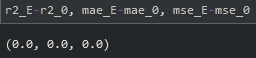 r2_E-r2_0, mae_E-mae_0, mse_E-mse_0
(0.0, 0.0, 0.0)